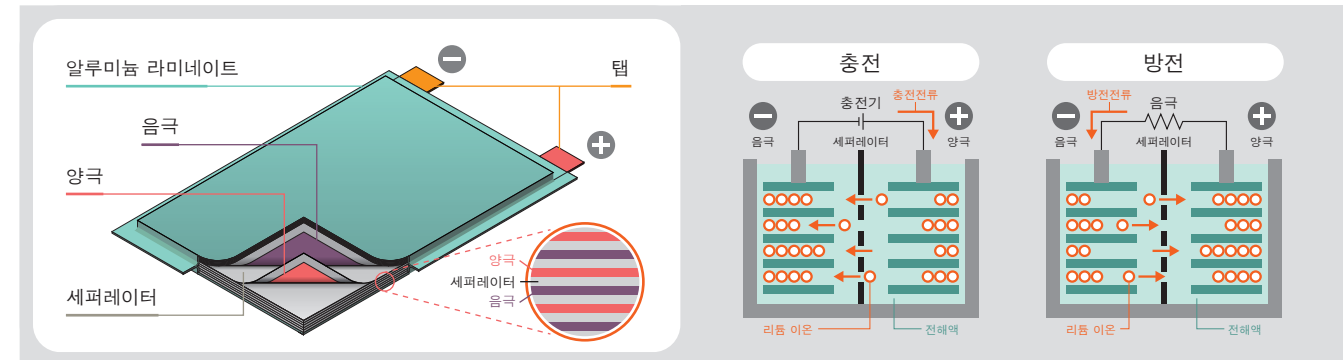 알루미늄 라미네이트
탭
음극
양극
세퍼레이터
양극
세퍼레이터
음극
충전
충전기
충전전류
음극
세퍼레이터
양극
리튬 이온
전해액
방전
방전전류
음극
음극
세퍼레이터
양극
리튬 이온
전해액